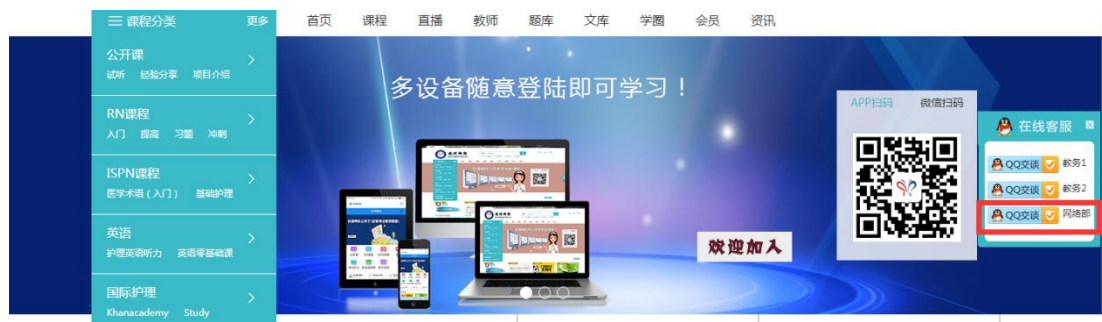 课程分类 更多
首页 课程 直播 教师 题库 文库 学圈 会员 资讯
公开课
试听 经验分享 项目介绍
RN课程
入门 提高 习题 冲刺
ISPN课程
医学术语（入门） 基础护理
英语
护理英语听力 英语零基础课
国际护理
Khanacademy Study
多设备随意登陆即可学习！
欢迎加入
APP扫码 微信扫码
在线客服
QQ交谈 教务1
QQ交谈 教务2
QQ交谈 网络部